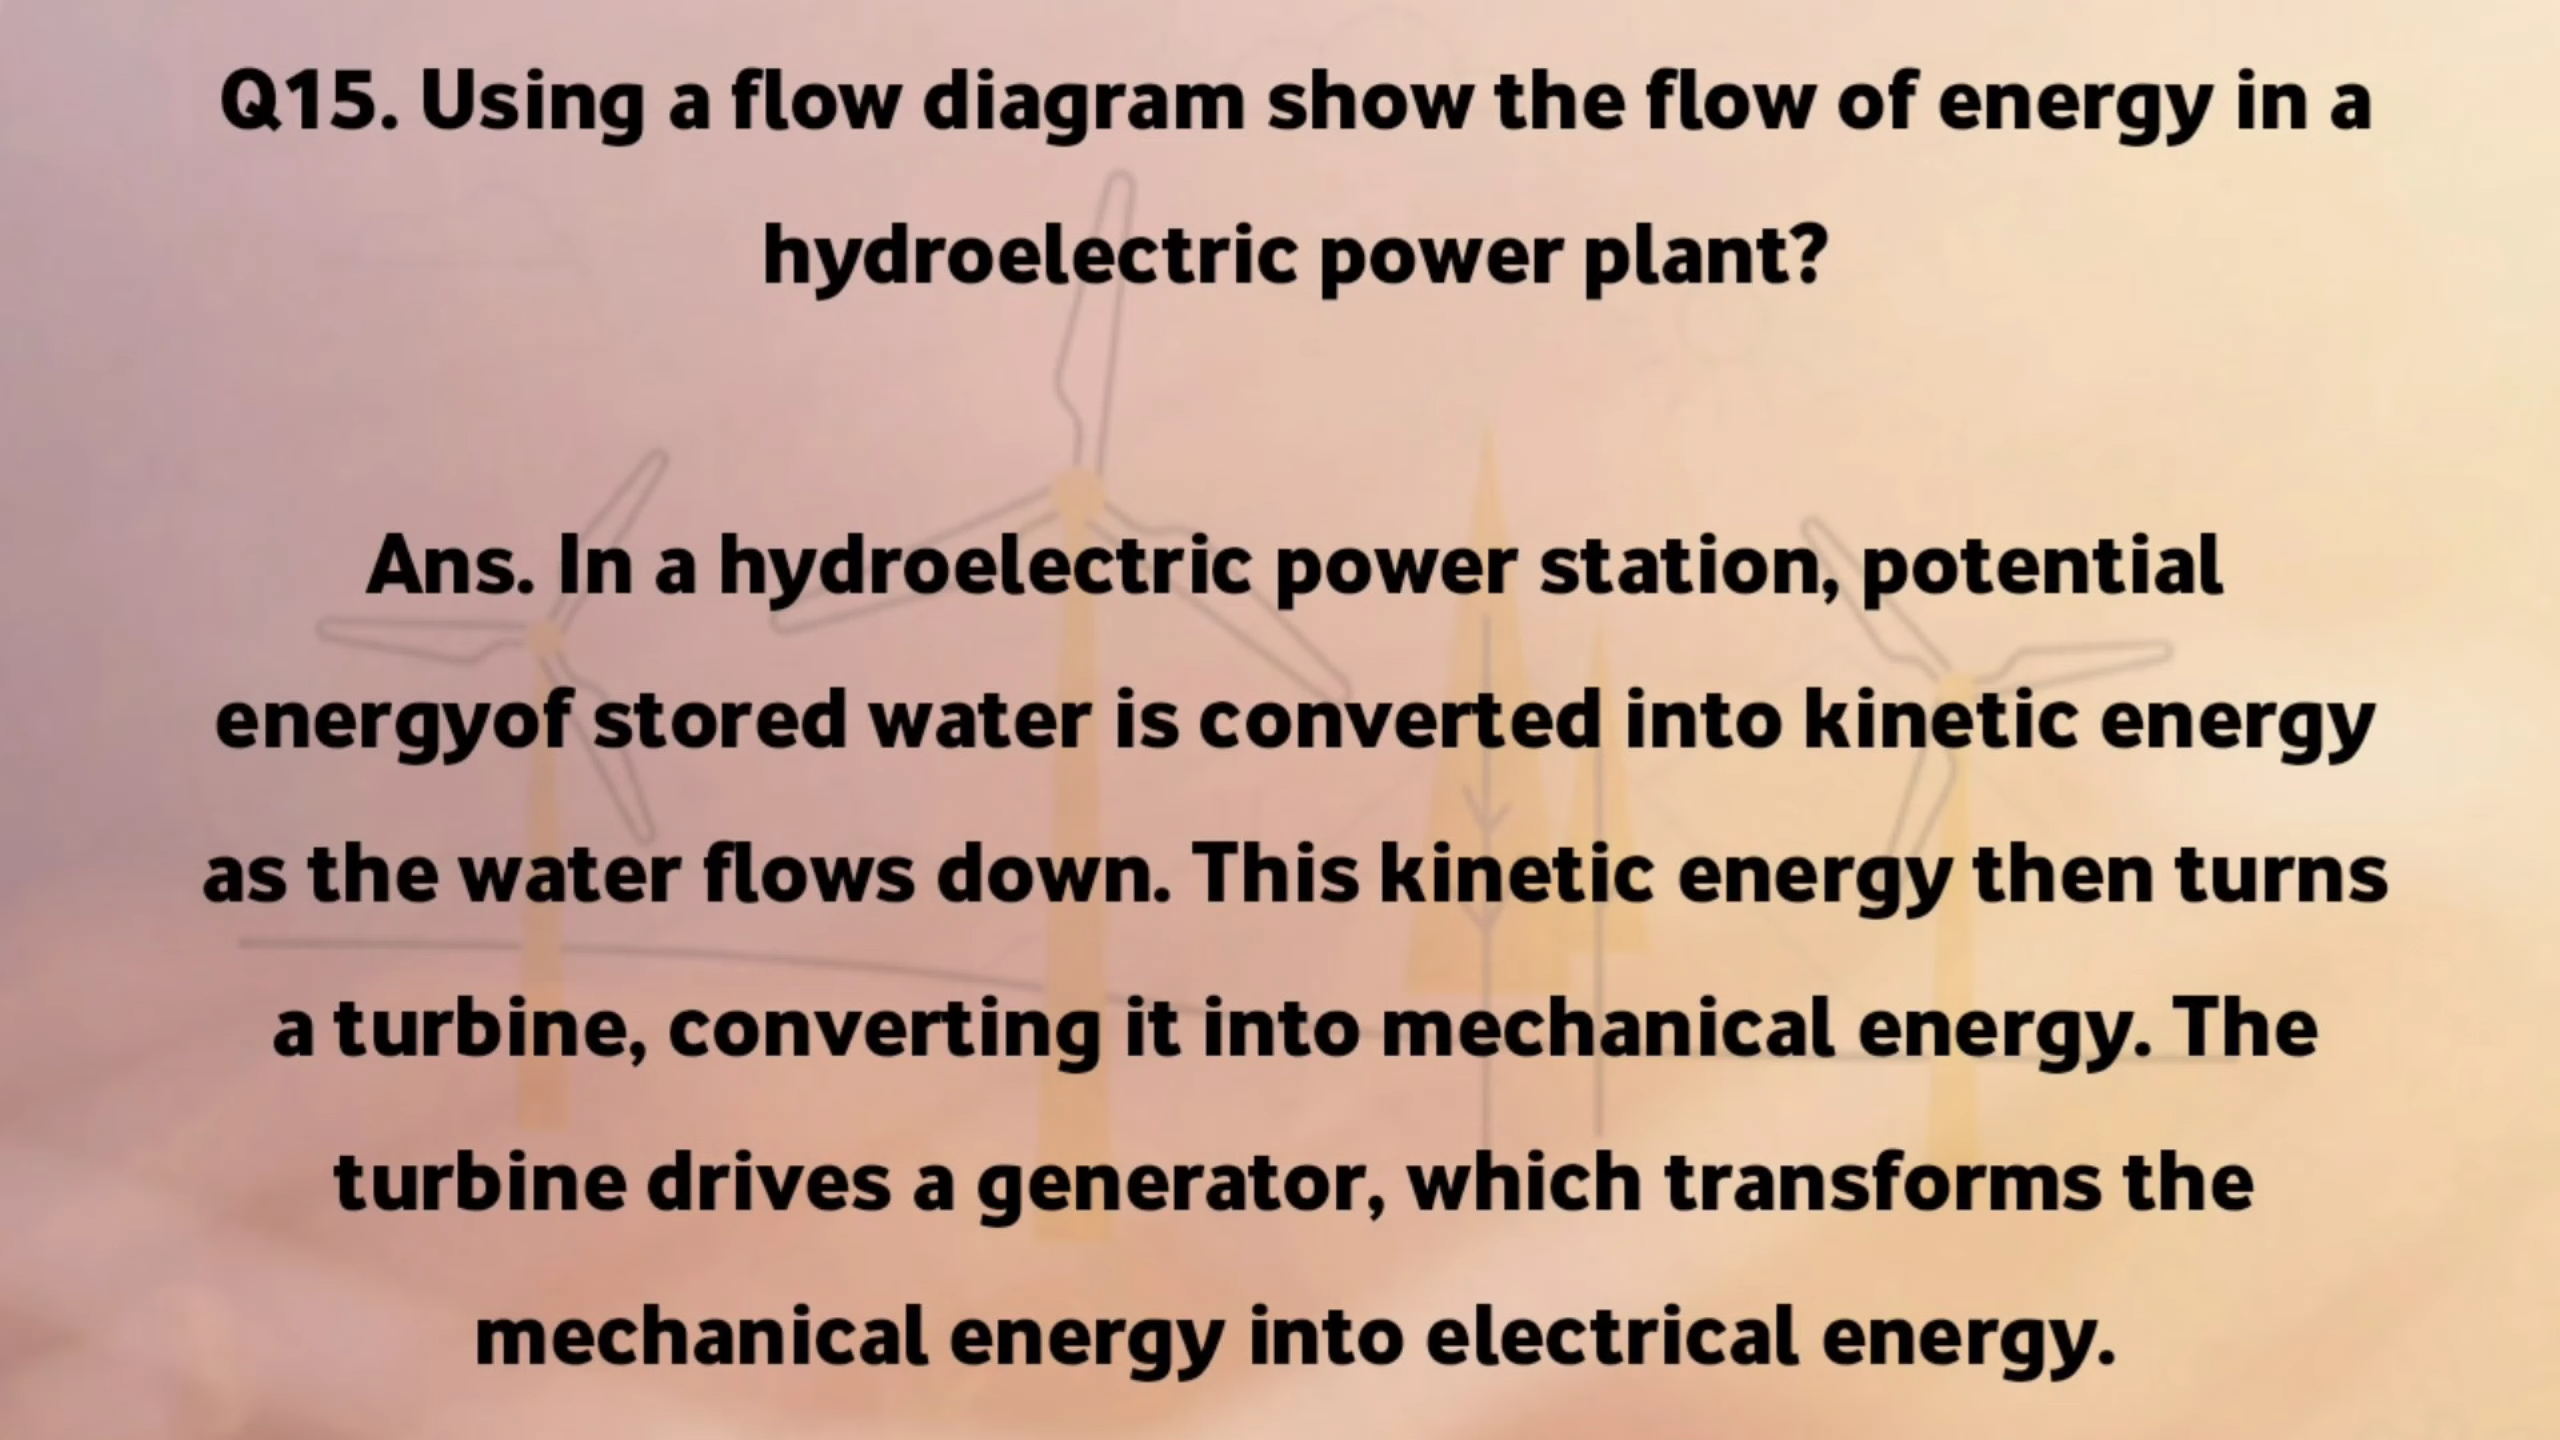 Q15. Using a flow diagram show the flow of energy in a
hydroelectric power plant?
Ans. In a hydroelectric power station, potential
energyof stored water is converted into kinetic energy
as the water flows down. This kinetic energy then turns
a turbine, converting it into mechanical energy. The
turbine drives a generator, which transforms the
mechanical energy into electrical energy.